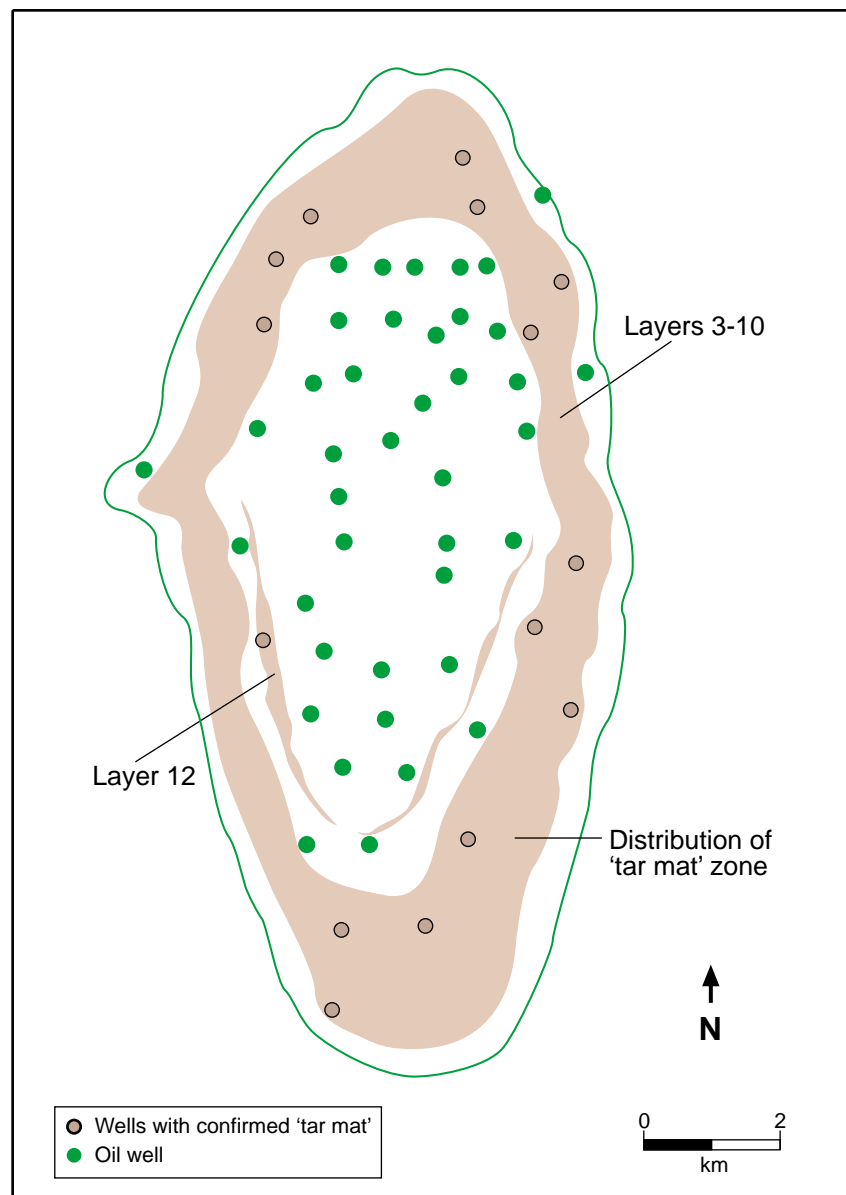 Layers 3-10
Layer 12
Distribution of
‘tar mat’ zone
N
Wells with confirmed ‘tar mat’
Oil well
0 2
km